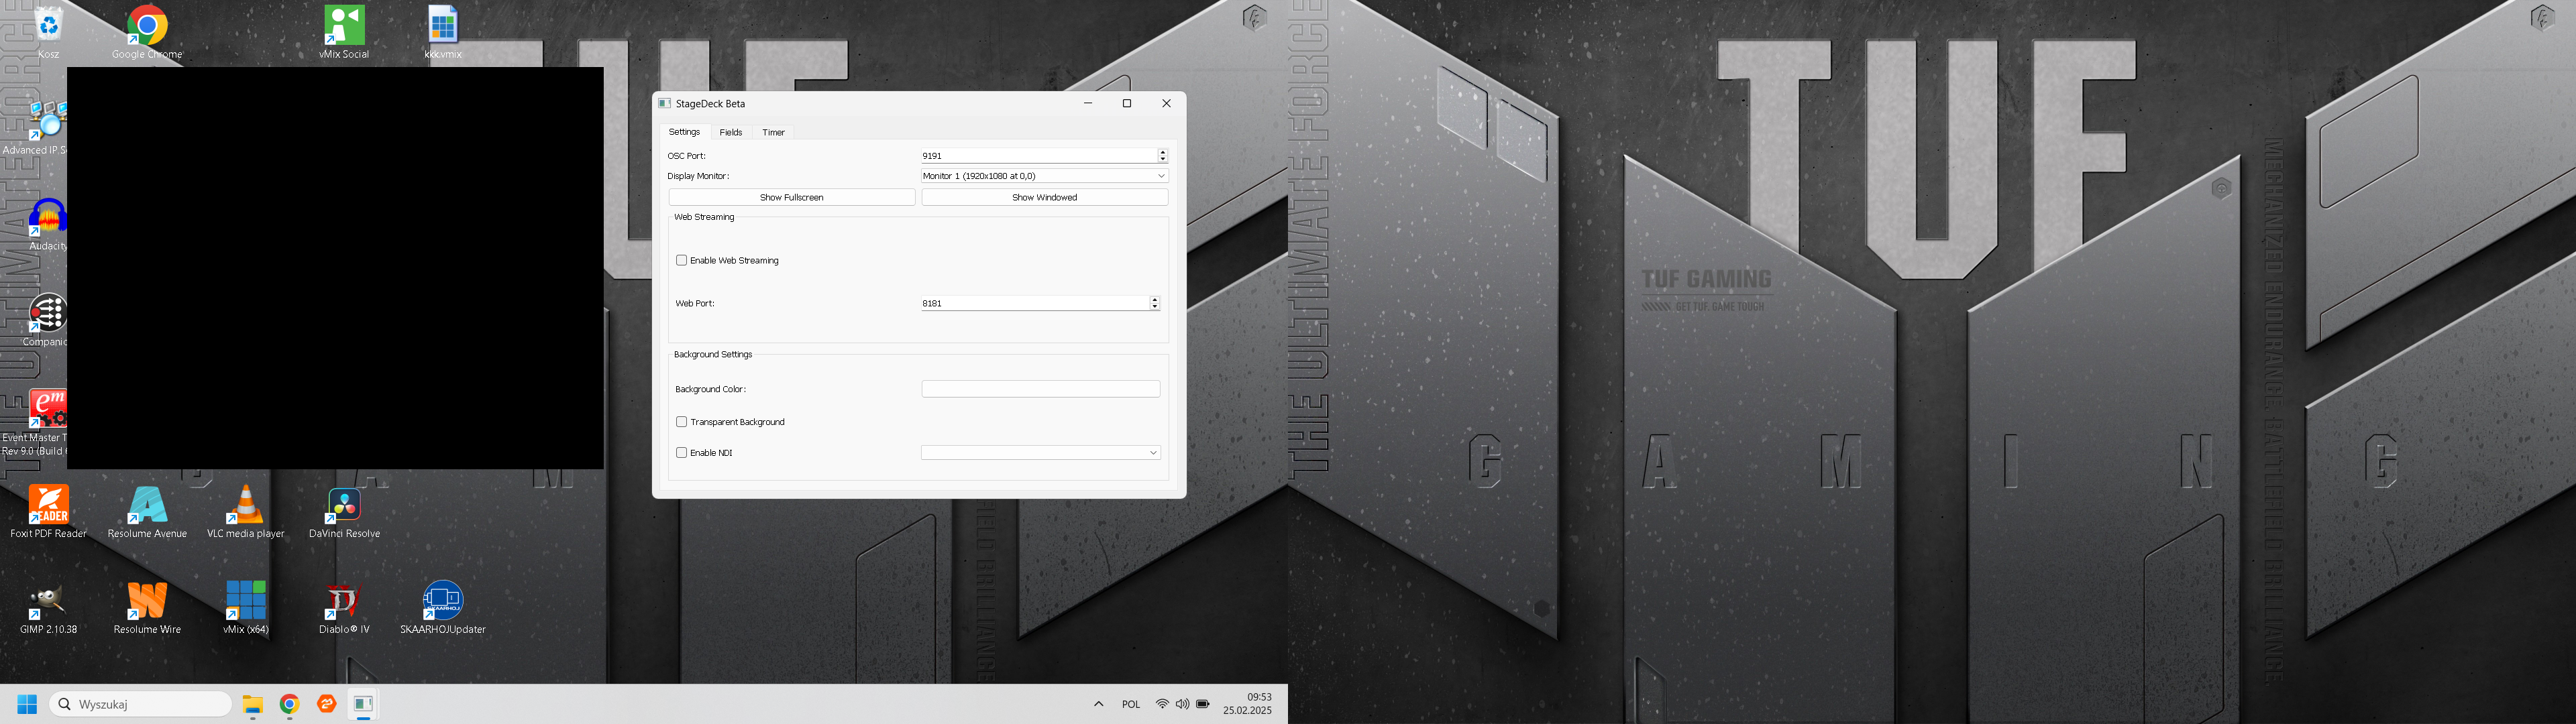 Kosz
Google Chrome
vMix Social
kkk.vmix
Advanced IP S
Audacity
Companio
Event Master T
Rev 9.0 (Build
Foxit PDF Reader
Resolume Avenue
VLC media player
DaVinci Resolve
GIMP 2.10.38
Resolume Wire
vMix (x64)
Diablo® IV
SKAARHOJUpdater
READER
em
SKAARHOJ
StageDeck Beta
Settings
Fields
Timer
OSC Port:
9191
Display Monitor:
Monitor 1 (1920x1080 at 0,0)
Show Fullscreen
Show Windowed
Web Streaming
Enable Web Streaming
Web Port:
8181
Background Settings
Background Color:
Transparent Background
Enable NDI
Wyszukaj
POL
09:53
25.02.2025
THE ULTIMATE FORCE
TUF
TUF GAMING
GET TUF. GAME TOUGH
GAMING
MECHANIZED ENDURANCE, BATTLEFIELD BRILLIANCE